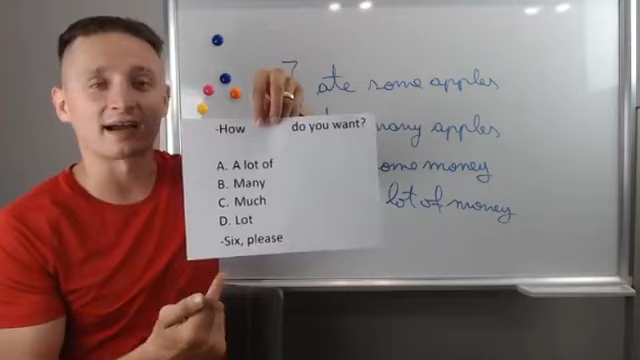 ate some apples
many apples
ome money
lot of money
-How do you want?
A. A lot of
B. Many
C. Much
D. Lot
-Six, please